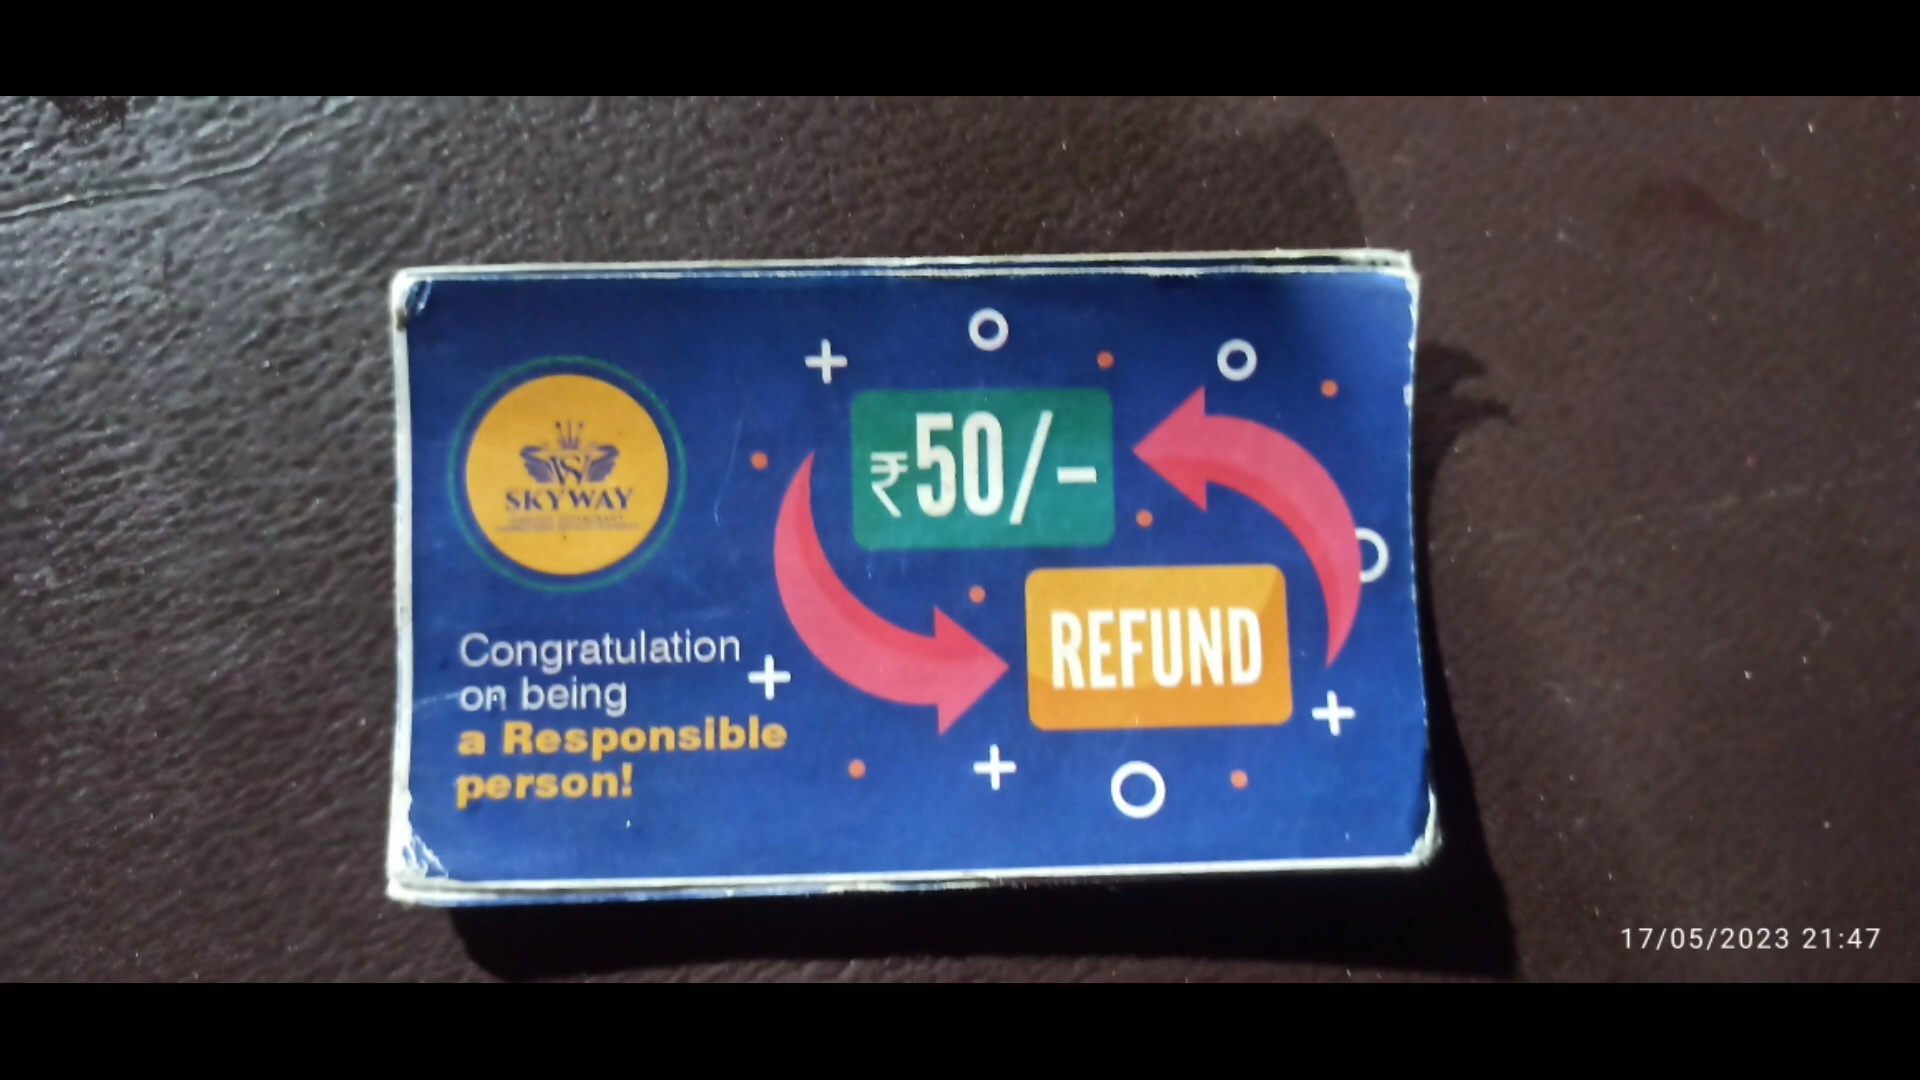 SKYWAY
Congratulation
on being
a Responsible
person!
₹50/-
REFUND
17/05/2023 21:47